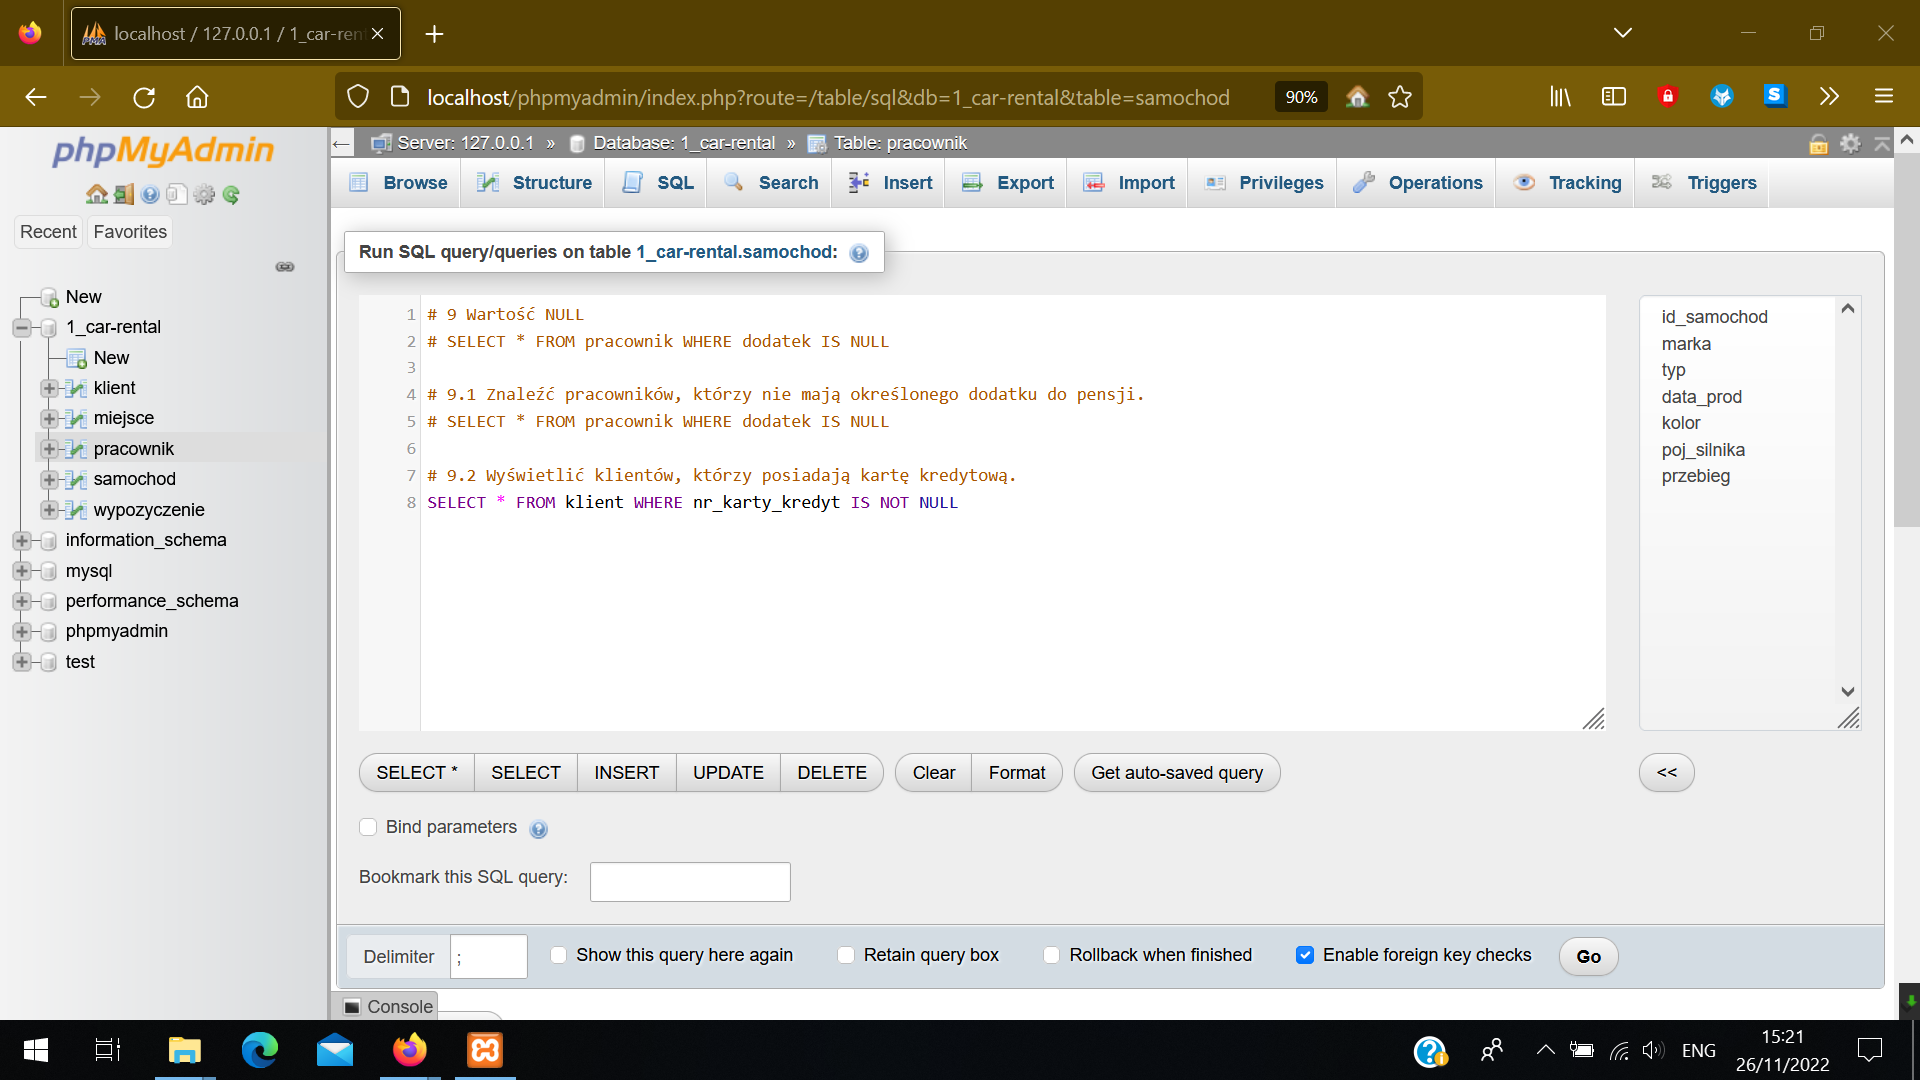 localhost / 127.0.0.1 / 1_car-ren
localhost/phpmyadmin/index.php?route=/table/sql&db=1_car-rental&table=samochod
90%
phpMyAdmin
Recent
Favorites
New
1_car-rental
New
klient
miejsce
pracownik
samochod
wypozyczenie
information_schema
mysql
performance_schema
phpmyadmin
test
Server: 127.0.0.1 » Database: 1_car-rental » Table: pracownik
Browse
Structure
SQL
Search
Insert
Export
Import
Privileges
Operations
Tracking
Triggers
Run SQL query/queries on table 1_car-rental.samochod:
1 # 9 Wartość NULL
2 # SELECT * FROM pracownik WHERE dodatek IS NULL
3
4 # 9.1 Znaleźć pracowników, którzy nie mają określonego dodatku do pensji.
5 # SELECT * FROM pracownik WHERE dodatek IS NULL
6
7 # 9.2 Wyświetlić klientów, którzy posiadają kartę kredytową.
8 SELECT * FROM klient WHERE nr_karty_kredyt IS NOT NULL
id_samochod
marka
typ
data_prod
kolor
poj_silnika
przebieg
SELECT *
SELECT
INSERT
UPDATE
DELETE
Clear
Format
Get auto-saved query
<<
Bind parameters
Bookmark this SQL query:
Delimiter
;
Show this query here again
Retain query box
Rollback when finished
Enable foreign key checks
Go
Console
ENG
15:21
26/11/2022